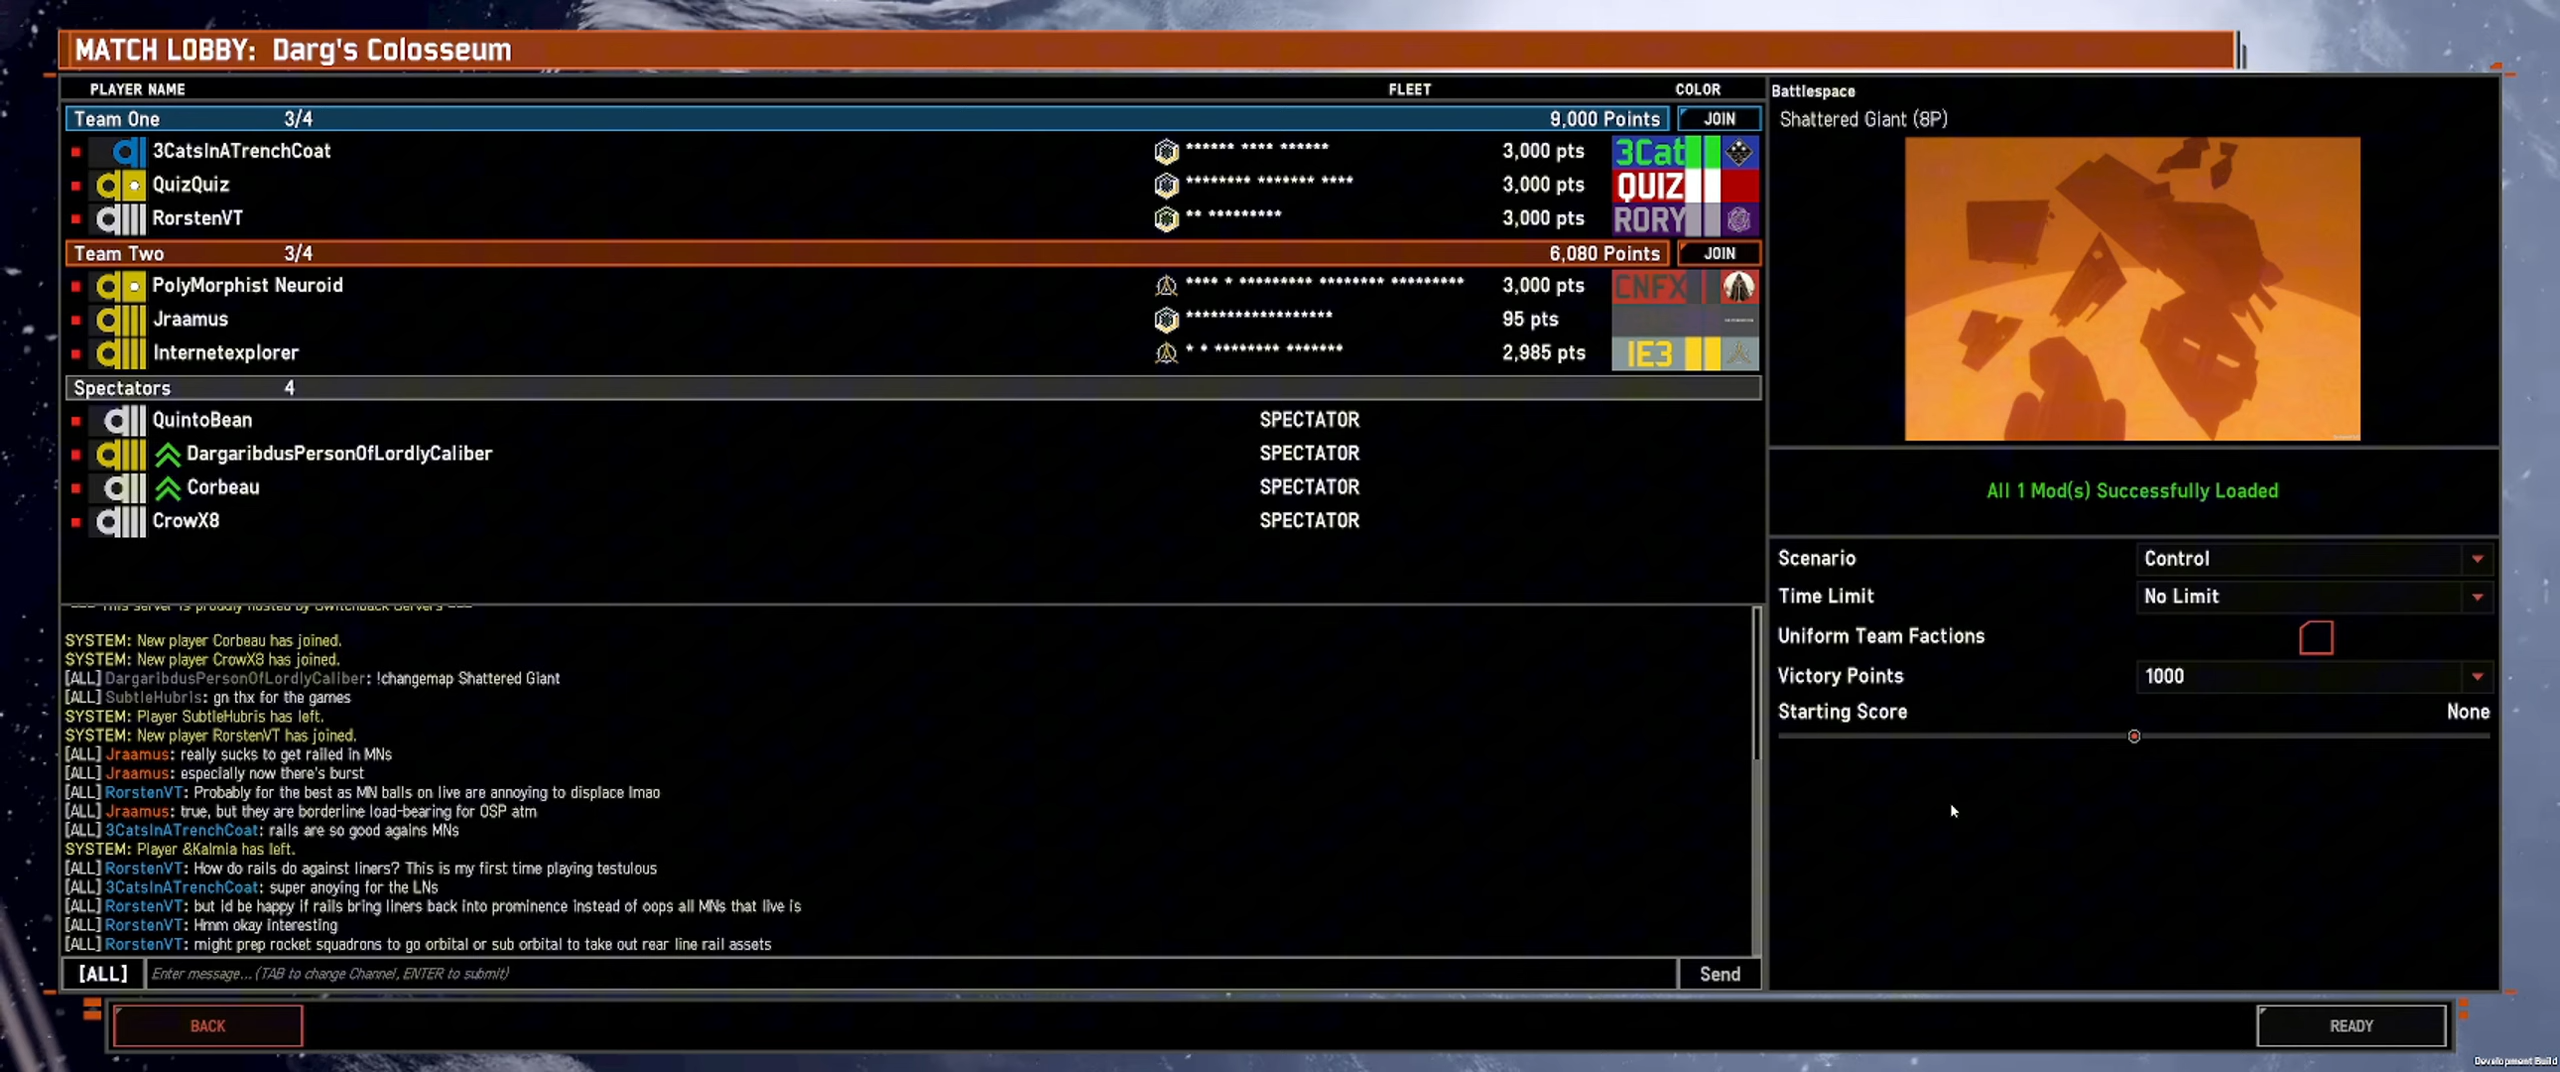 MATCH LOBBY: Darg's Colosseum
PLAYER NAME FLEET COLOR
Team One 3/4 9,000 Points JOIN
3CatsInATrenchCoat ****** **** ****** 3,000 pts 3Cat
QuizQuiz ******** ******* **** 3,000 pts QUIZ
RorstenVT ** ********* 3,000 pts RORY
Team Two 3/4 6,080 Points JOIN
PolyMorphist Neuroid **** * ********* ******** ********* 3,000 pts CNFX
Jraamus ****************** 95 pts
Internetexplorer * * ******** ******* 2,985 pts IE3
Spectators 4
QuintoBean SPECTATOR
DargaribdusPersonOfLordlyCaliber SPECTATOR
Corbeau SPECTATOR
CrowX8 SPECTATOR
--- This server is proudly hosted by Switchback Servers ---
SYSTEM: New player Corbeau has joined.
SYSTEM: New player CrowX8 has joined.
[ALL] DargaribdusPersonOfLordlyCaliber: !changemap Shattered Giant
[ALL] SubtleHubris: gn thx for the games
SYSTEM: Player SubtleHubris has left.
SYSTEM: New player RorstenVT has joined.
[ALL] Jraamus: really sucks to get railed in MNs
[ALL] Jraamus: especially now there's burst
[ALL] RorstenVT: Probably for the best as MN balls on live are annoying to displace lmao
[ALL] Jraamus: true, but they are borderline load-bearing for OSP atm
[ALL] 3CatsInATrenchCoat: rails are so good agains MNs
SYSTEM: Player &Kalmia has left.
[ALL] RorstenVT: How do rails do against liners? This is my first time playing testulous
[ALL] 3CatsInATrenchCoat: super anoying for the LNs
[ALL] RorstenVT: but id be happy if rails bring liners back into prominence instead of oops all MNs that live is
[ALL] RorstenVT: Hmm okay interesting
[ALL] RorstenVT: might prep rocket squadrons to go orbital or sub orbital to take out rear line rail assets
[ALL] Enter message... (TAB to change Channel, ENTER to submit) Send
Battlespace
Shattered Giant (8P)
All 1 Mod(s) Successfully Loaded
Scenario Control
Time Limit No Limit
Uniform Team Factions
Victory Points 1000
Starting Score None
BACK READY
Development Build